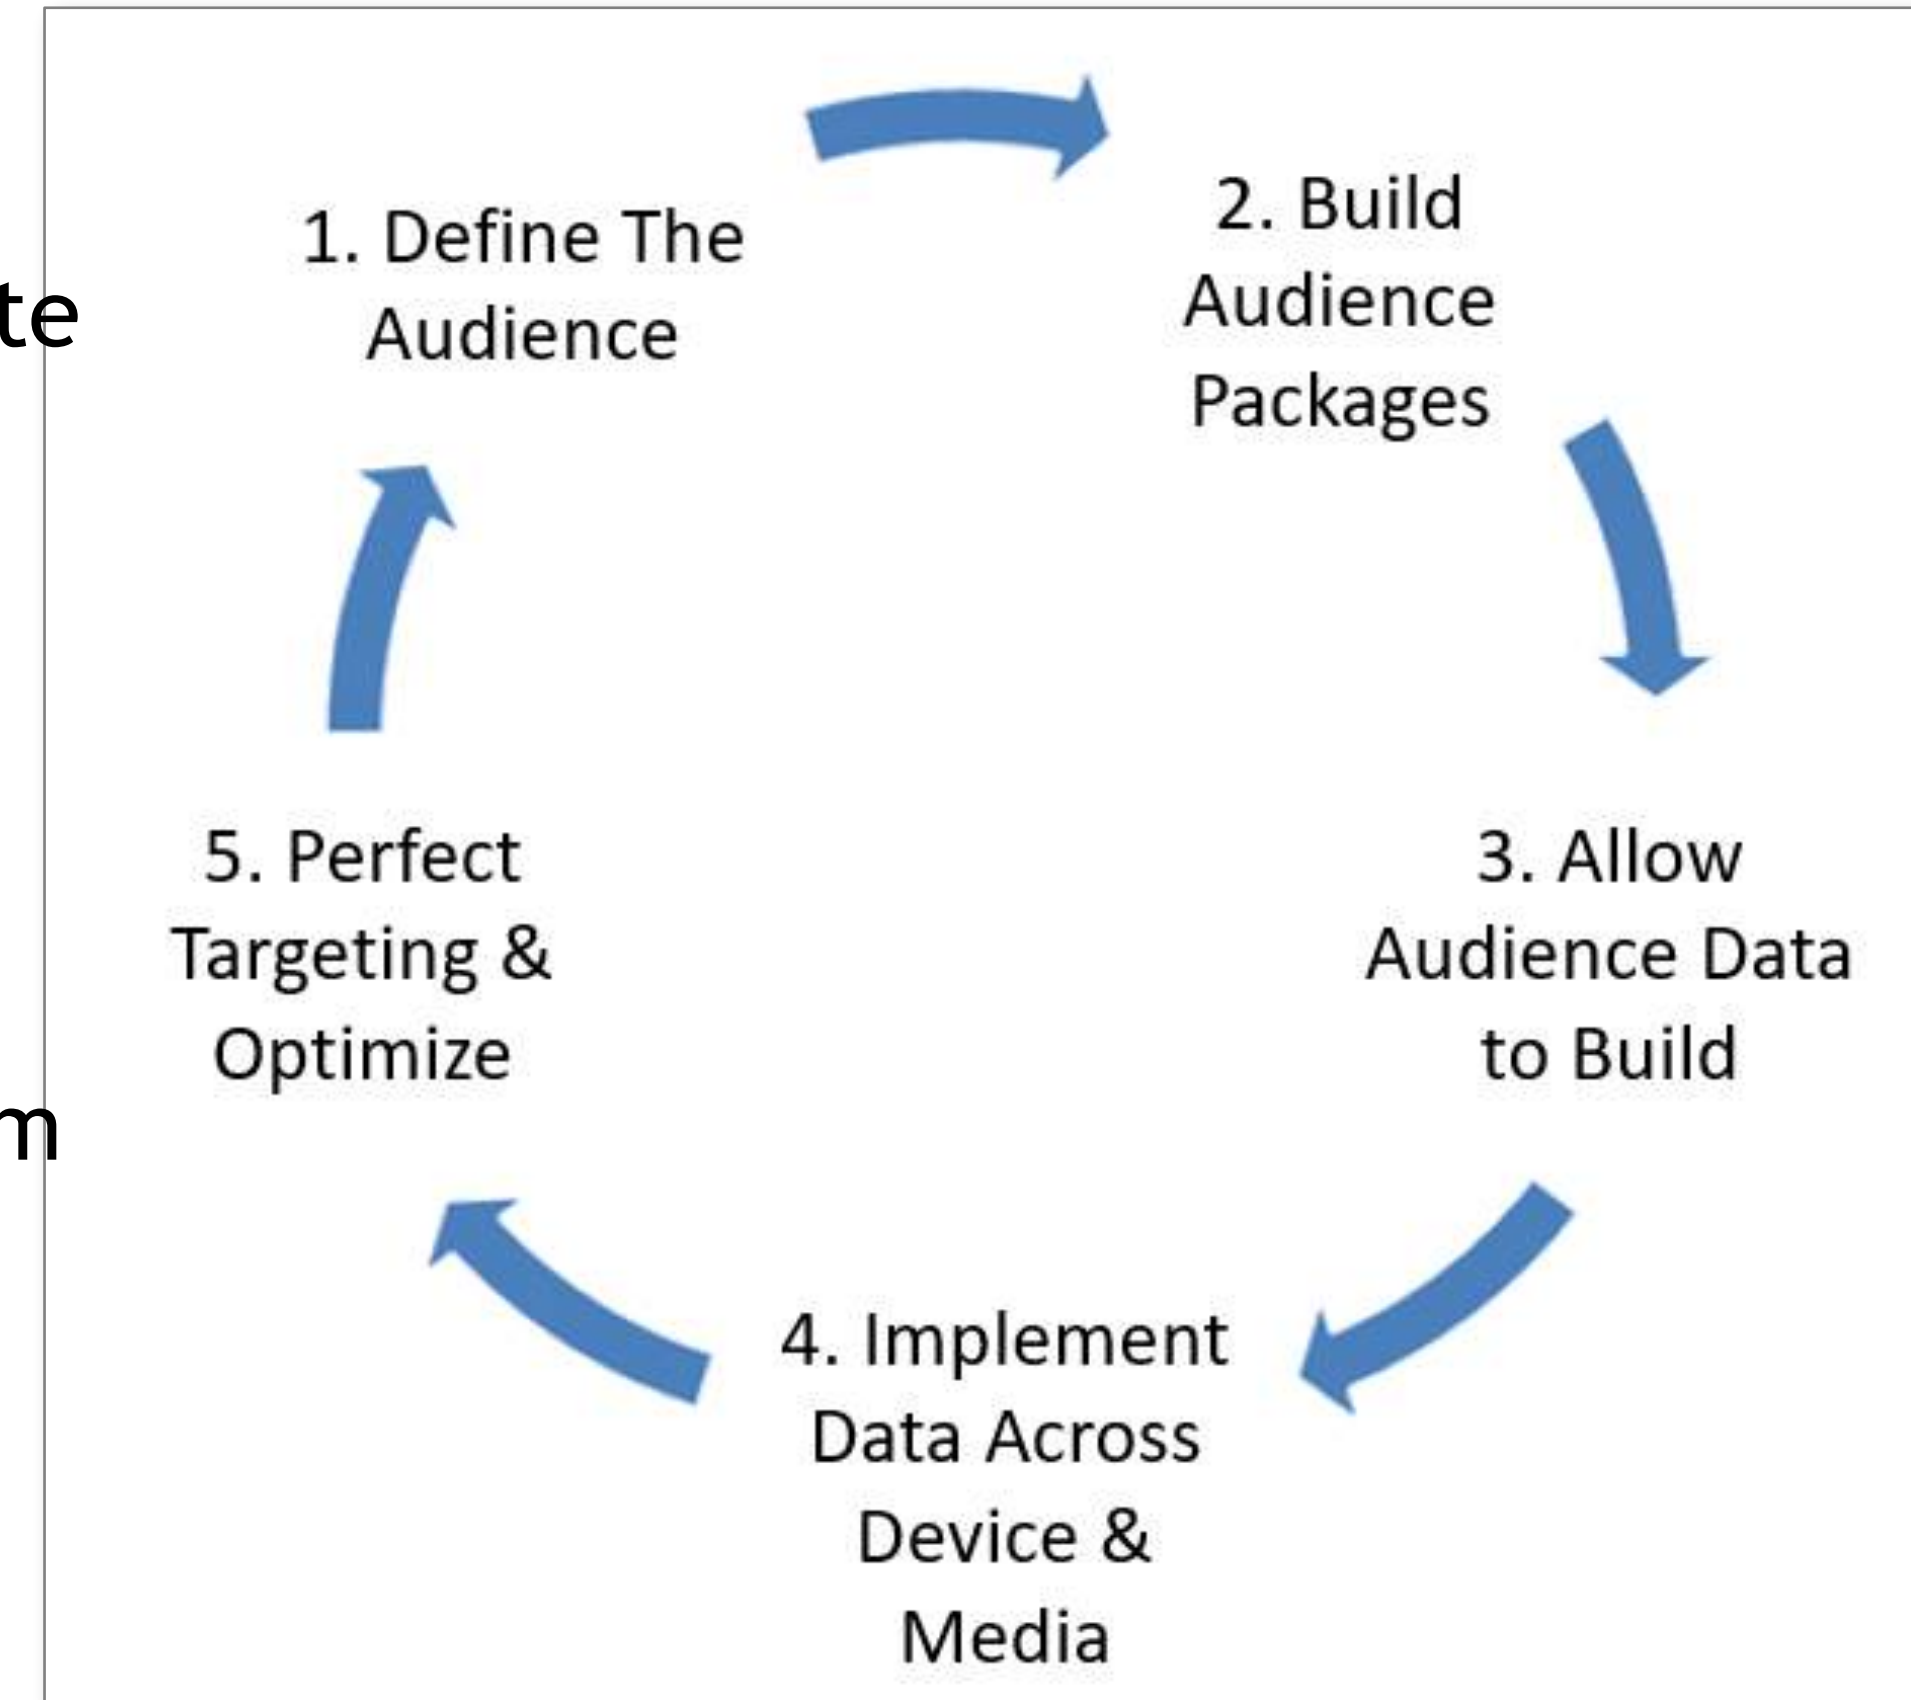 1. Define The
Audience
2. Build
Audience
Packages
3. Allow
Audience Data
to Build
4. Implement
Data Across
Device &
Media
5. Perfect
Targeting &
Optimize